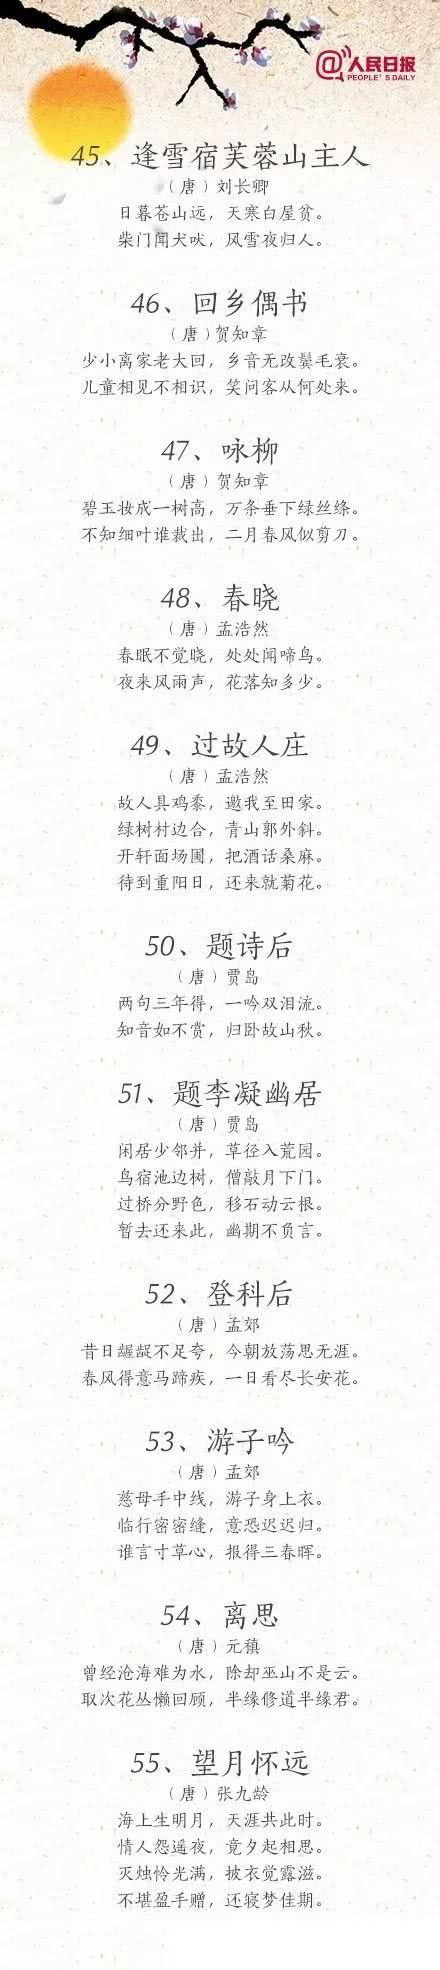 @人民日报
PEOPLE'S DAILY
45、逢雪宿芙蓉山主人
（唐）刘长卿
日暮苍山远，天寒白屋贫。
柴门闻犬吠，风雪夜归人。
46、回乡偶书
（唐）贺知章
少小离家老大回，乡音无改鬓毛衰。
儿童相见不相识，笑问客从何处来。
47、咏柳
（唐）贺知章
碧玉妆成一树高，万条垂下绿丝绦。
不知细叶谁裁出，二月春风似剪刀。
48、春晓
（唐）孟浩然
春眠不觉晓，处处闻啼鸟。
夜来风雨声，花落知多少。
49、过故人庄
（唐）孟浩然
故人具鸡黍，邀我至田家。
绿树村边合，青山郭外斜。
开轩面场圃，把酒话桑麻。
待到重阳日，还来就菊花。
50、题诗后
（唐）贾岛
两句三年得，一吟双泪流。
知音如不赏，归卧故山秋。
51、题李凝幽居
（唐）贾岛
闲居少邻并，草径入荒园。
鸟宿池边树，僧敲月下门。
过桥分野色，移石动云根。
暂去还来此，幽期不负言。
52、登科后
（唐）孟郊
昔日龌龊不足夸，今朝放荡思无涯。
春风得意马蹄疾，一日看尽长安花。
53、游子吟
（唐）孟郊
慈母手中线，游子身上衣。
临行密密缝，意恐迟迟归。
谁言寸草心，报得三春晖。
54、离思
（唐）元稹
曾经沧海难为水，除却巫山不是云。
取次花丛懒回顾，半缘修道半缘君。
55、望月怀远
（唐）张九龄
海上生明月，天涯共此时。
情人怨遥夜，竟夕起相思。
灭烛怜光满，披衣觉露滋。
不堪盈手赠，还寝梦佳期。